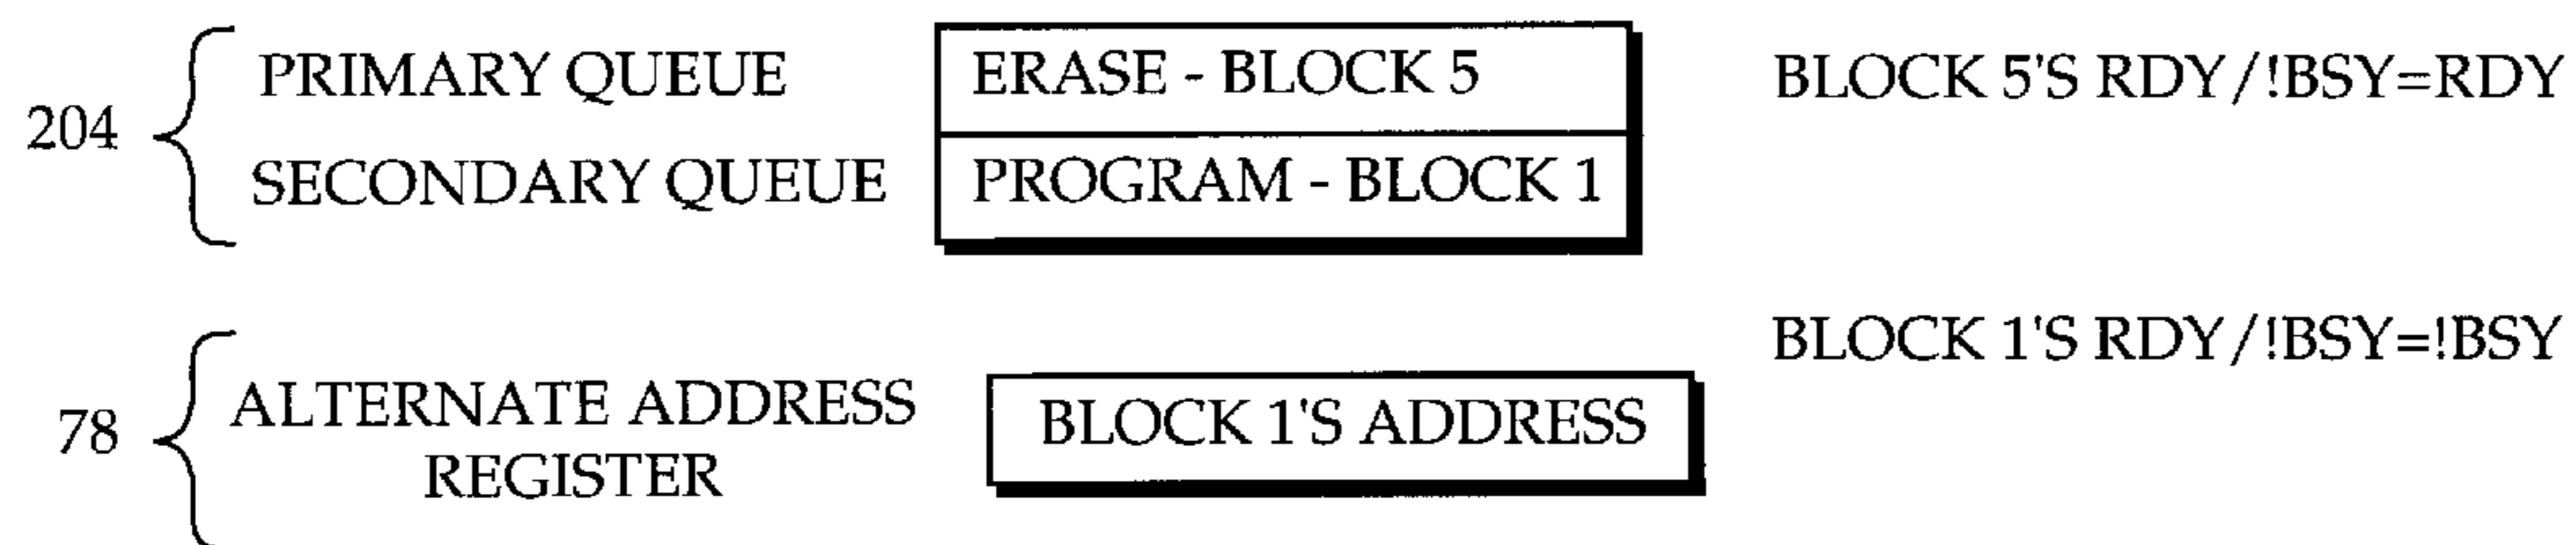 PRIMARY QUEUE ERASE - BLOCK 5 BLOCK 5'S RDY/!BSY=RDY
204
SECONDARY QUEUE PROGRAM - BLOCK 1
BLOCK 1'S RDY/!BSY=!BSY
78 ALTERNATE ADDRESS BLOCK 1'S ADDRESS
REGISTER